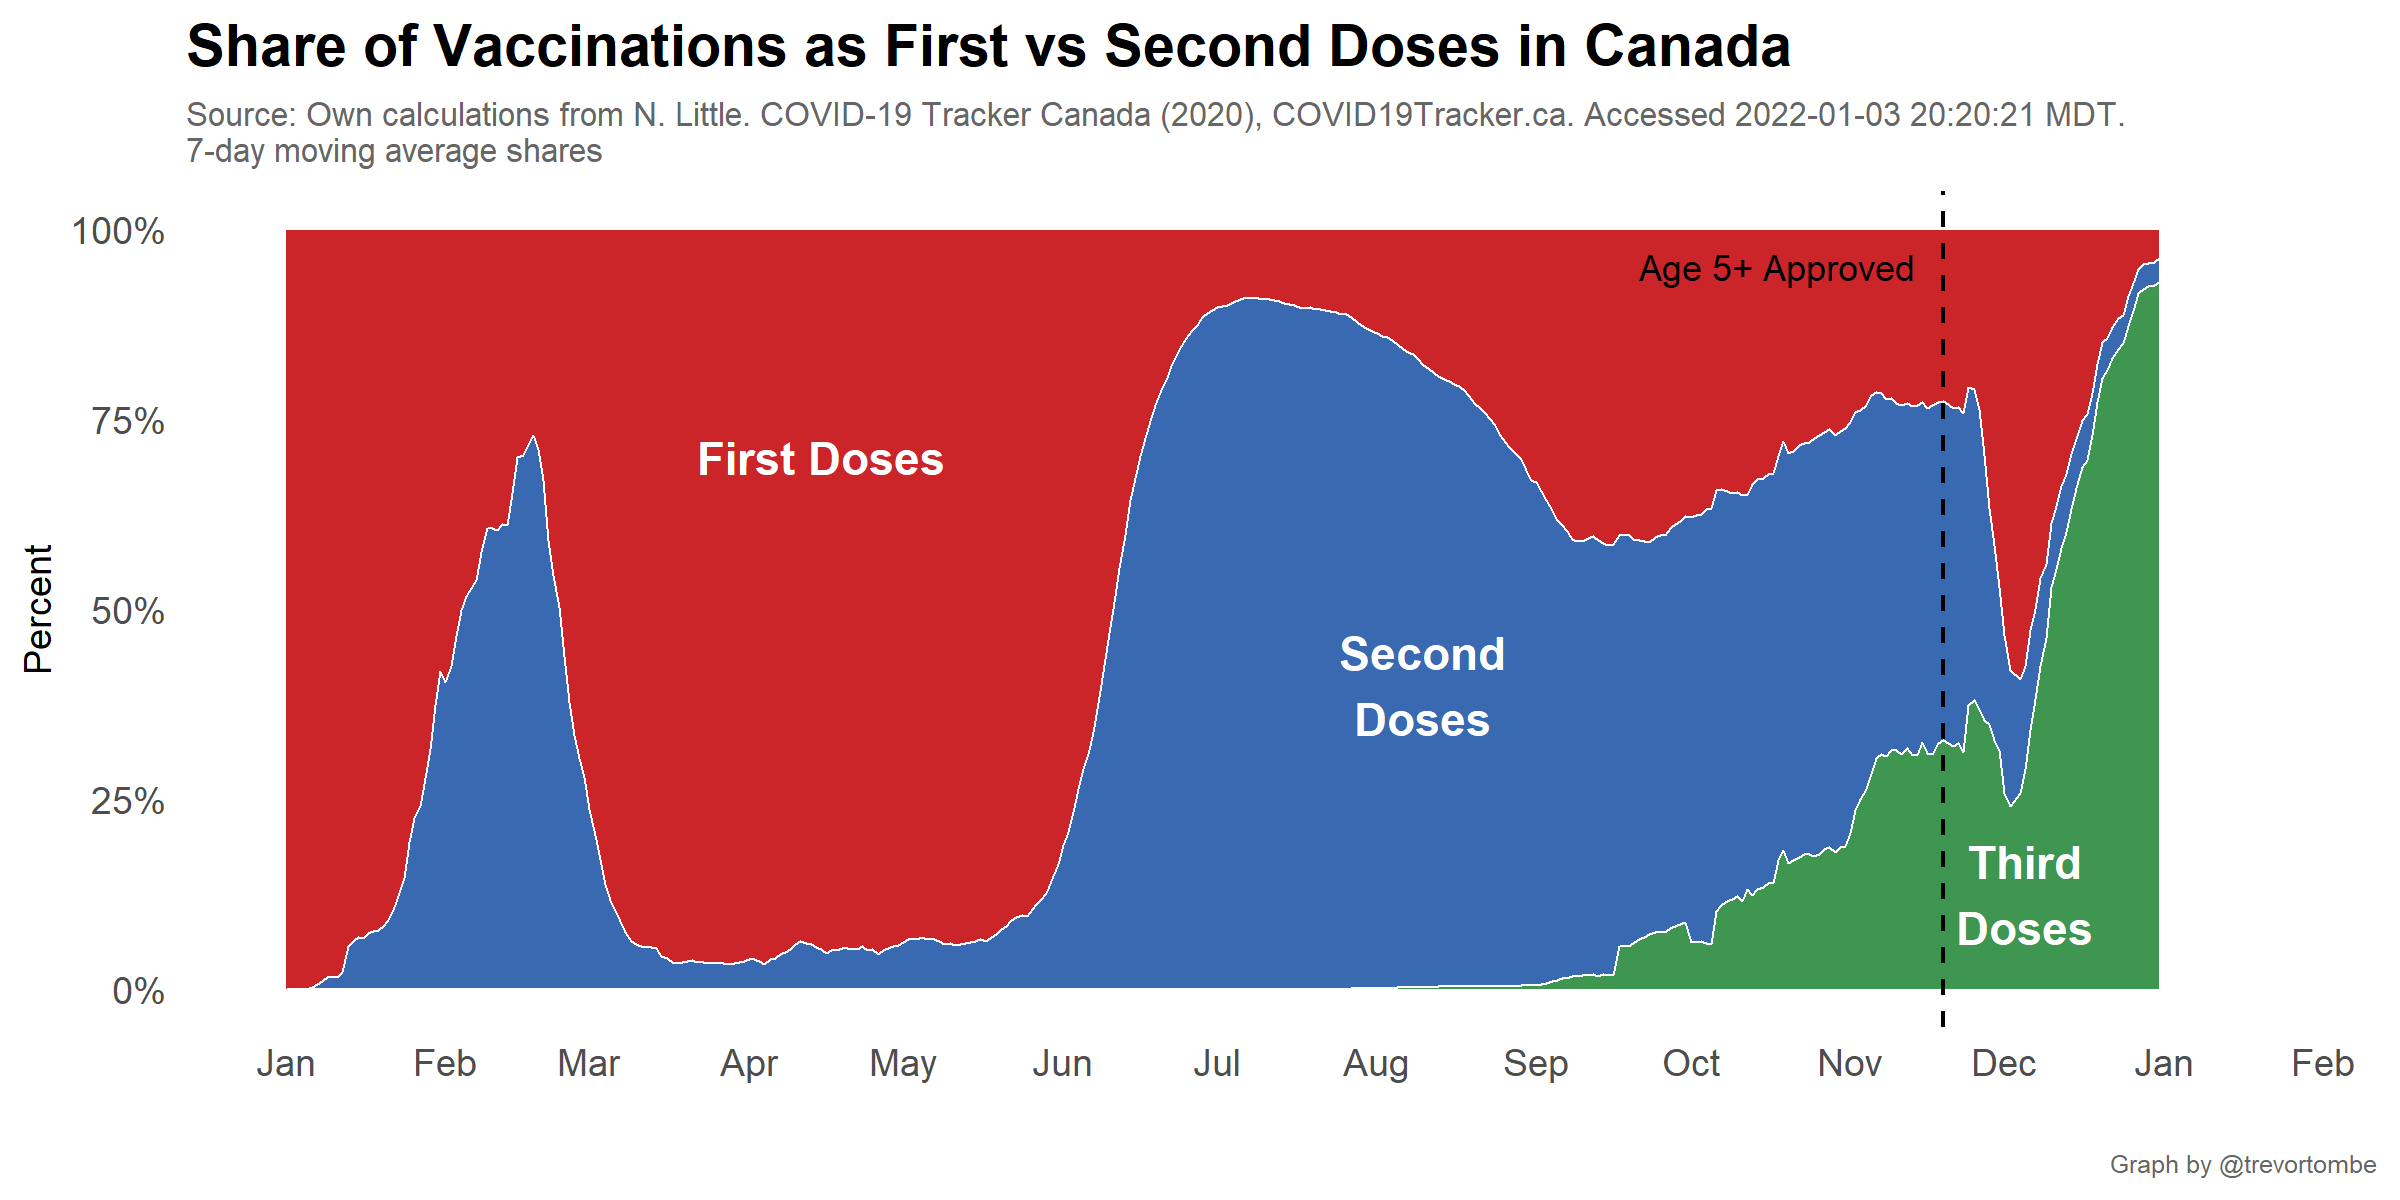 Share of Vaccinations as First vs Second Doses in Canada
Source: Own calculations from N. Little. COVID-19 Tracker Canada (2020), COVID19Tracker.ca. Accessed 2022-01-03 20:20:21 MDT.
7-day moving average shares
100%
75%
50%
25%
0%
Percent
Age 5+ Approved
First Doses
Second
Doses
Third
Doses
Jan Feb Mar Apr May Jun Jul Aug Sep Oct Nov Dec Jan Feb
Graph by @trevortombe